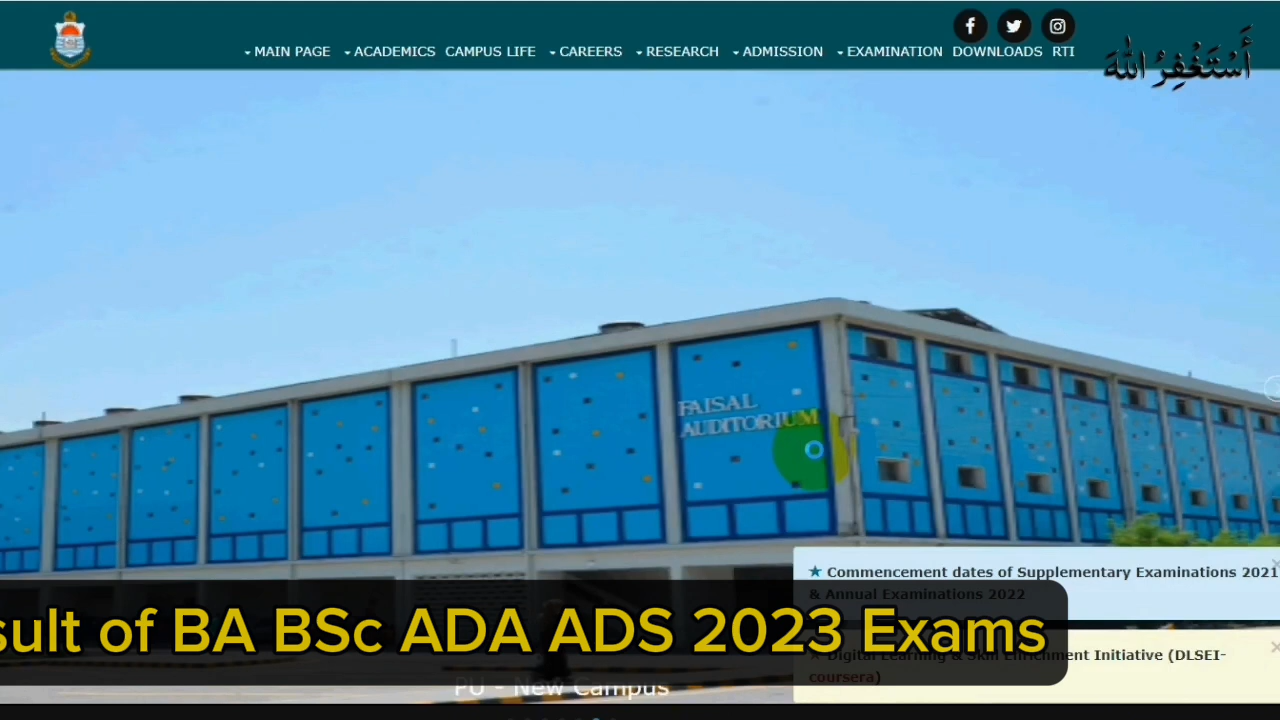 MAIN PAGE ACADEMICS CAMPUS LIFE CAREERS RESEARCH ADMISSION EXAMINATION DOWNLOADS RTI
أَسْتَغْفِرُ اللّٰهَ
FAISAL
AUDITORIUM
★ Commencement dates of Supplementary Examinations 2021
& Annual Examinations 2022
sult of BA BSc ADA ADS 2023 Exams
★ Digital Learning & Skill Enrichment Initiative (DLSEI-
coursera)
PU - New Campus